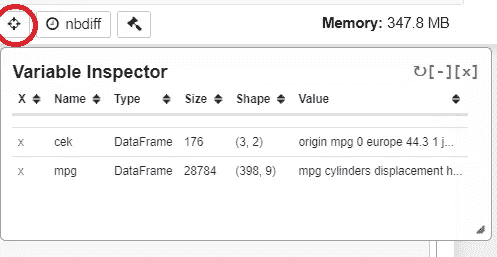 nbdiff Memory: 347.8 MB
Variable Inspector [-][x]
X Name Type Size Shape Value
x cek DataFrame 176 (3, 2) origin mpg 0 europe 44.3 1 j...
x mpg DataFrame 28784 (398, 9) mpg cylinders displacement h...